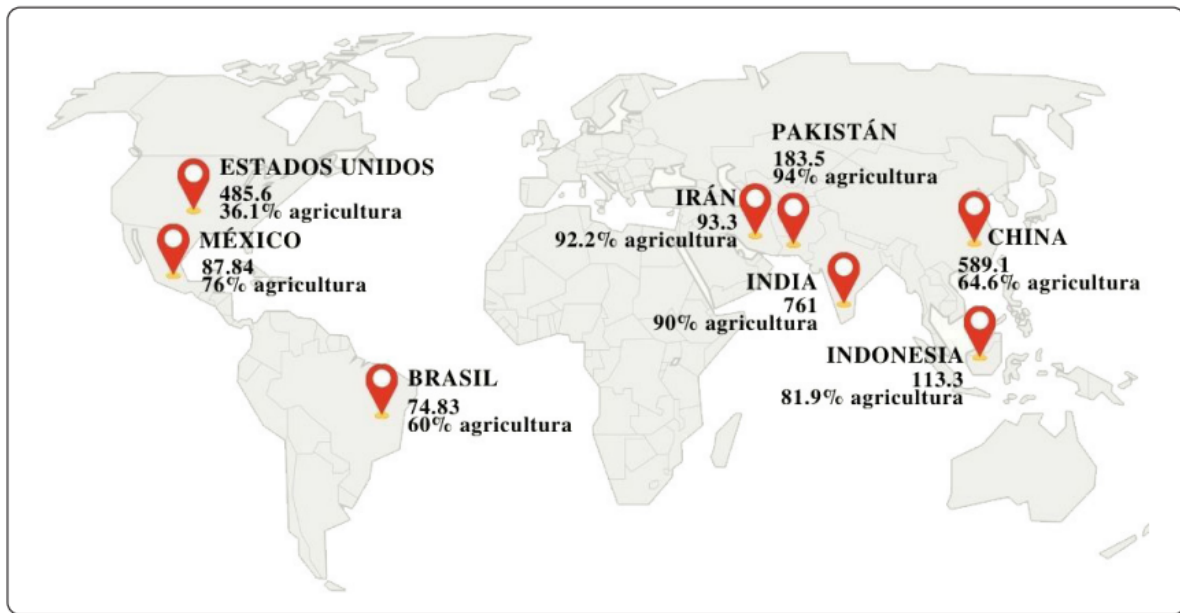 ESTADOS UNIDOS
485.6
36.1% agricultura
MÉXICO
87.84
76% agricultura
BRASIL
74.83
60% agricultura
PAKISTÁN
183.5
94% agricultura
IRÁN
93.3
92.2% agricultura
INDIA
761
90% agricultura
CHINA
589.1
64.6% agricultura
INDONESIA
113.3
81.9% agricultura